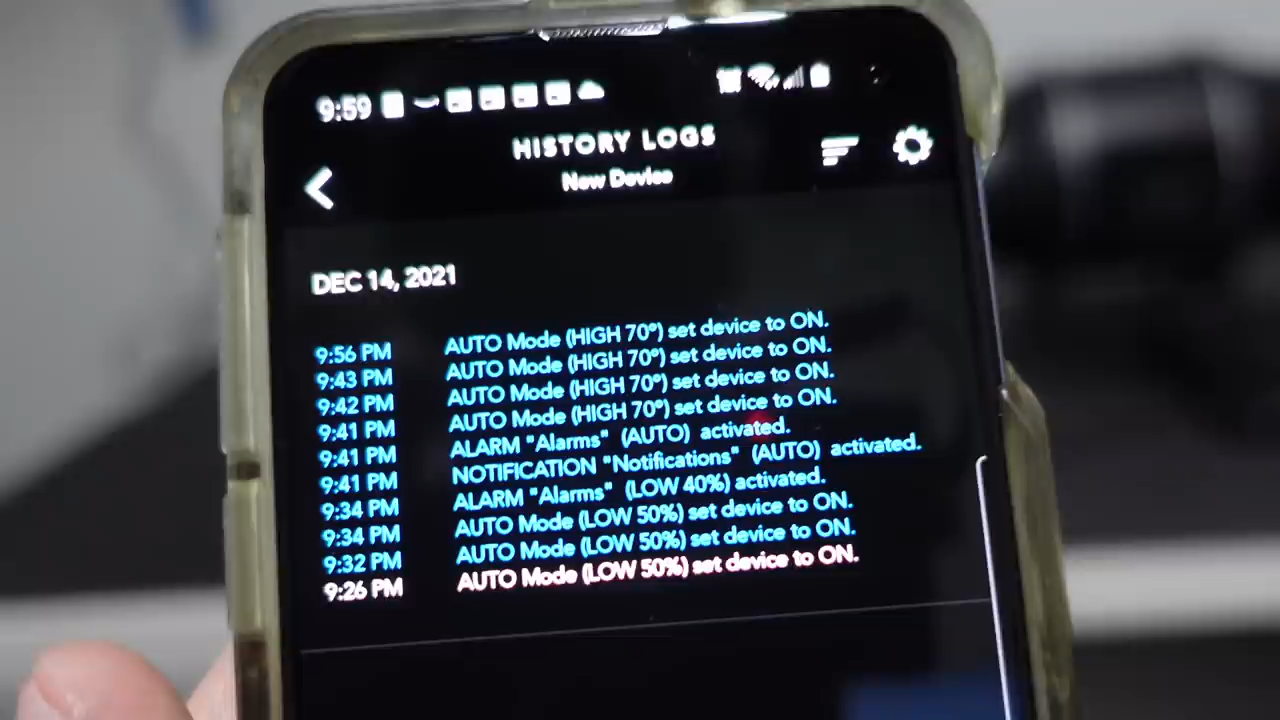 9:59
HISTORY LOGS
New Device
DEC 14, 2021
9:56 PM AUTO Mode (HIGH 70°) set device to ON.
9:43 PM AUTO Mode (HIGH 70°) set device to ON.
9:42 PM AUTO Mode (HIGH 70°) set device to ON.
9:41 PM AUTO Mode (HIGH 70°) set device to ON.
9:41 PM ALARM "Alarms" (AUTO) activated.
9:41 PM NOTIFICATION "Notifications" (AUTO) activated.
9:34 PM ALARM "Alarms" (LOW 40%) activated.
9:34 PM AUTO Mode (LOW 50%) set device to ON.
9:32 PM AUTO Mode (LOW 50%) set device to ON.
9:26 PM AUTO Mode (LOW 50%) set device to ON.